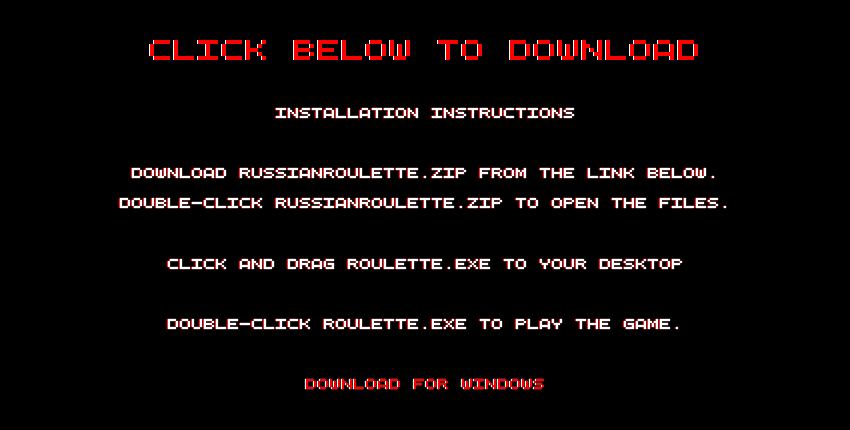 CLICK BELOW TO DOWNLOAD
INSTALLATION INSTRUCTIONS
DOWNLOAD RUSSIANROULETTE.ZIP FROM THE LINK BELOW.
DOUBLE-CLICK RUSSIANROULETTE.ZIP TO OPEN THE FILES.
CLICK AND DRAG ROULETTE.EXE TO YOUR DESKTOP
DOUBLE-CLICK ROULETTE.EXE TO PLAY THE GAME.
DOWNLOAD FOR WINDOWS